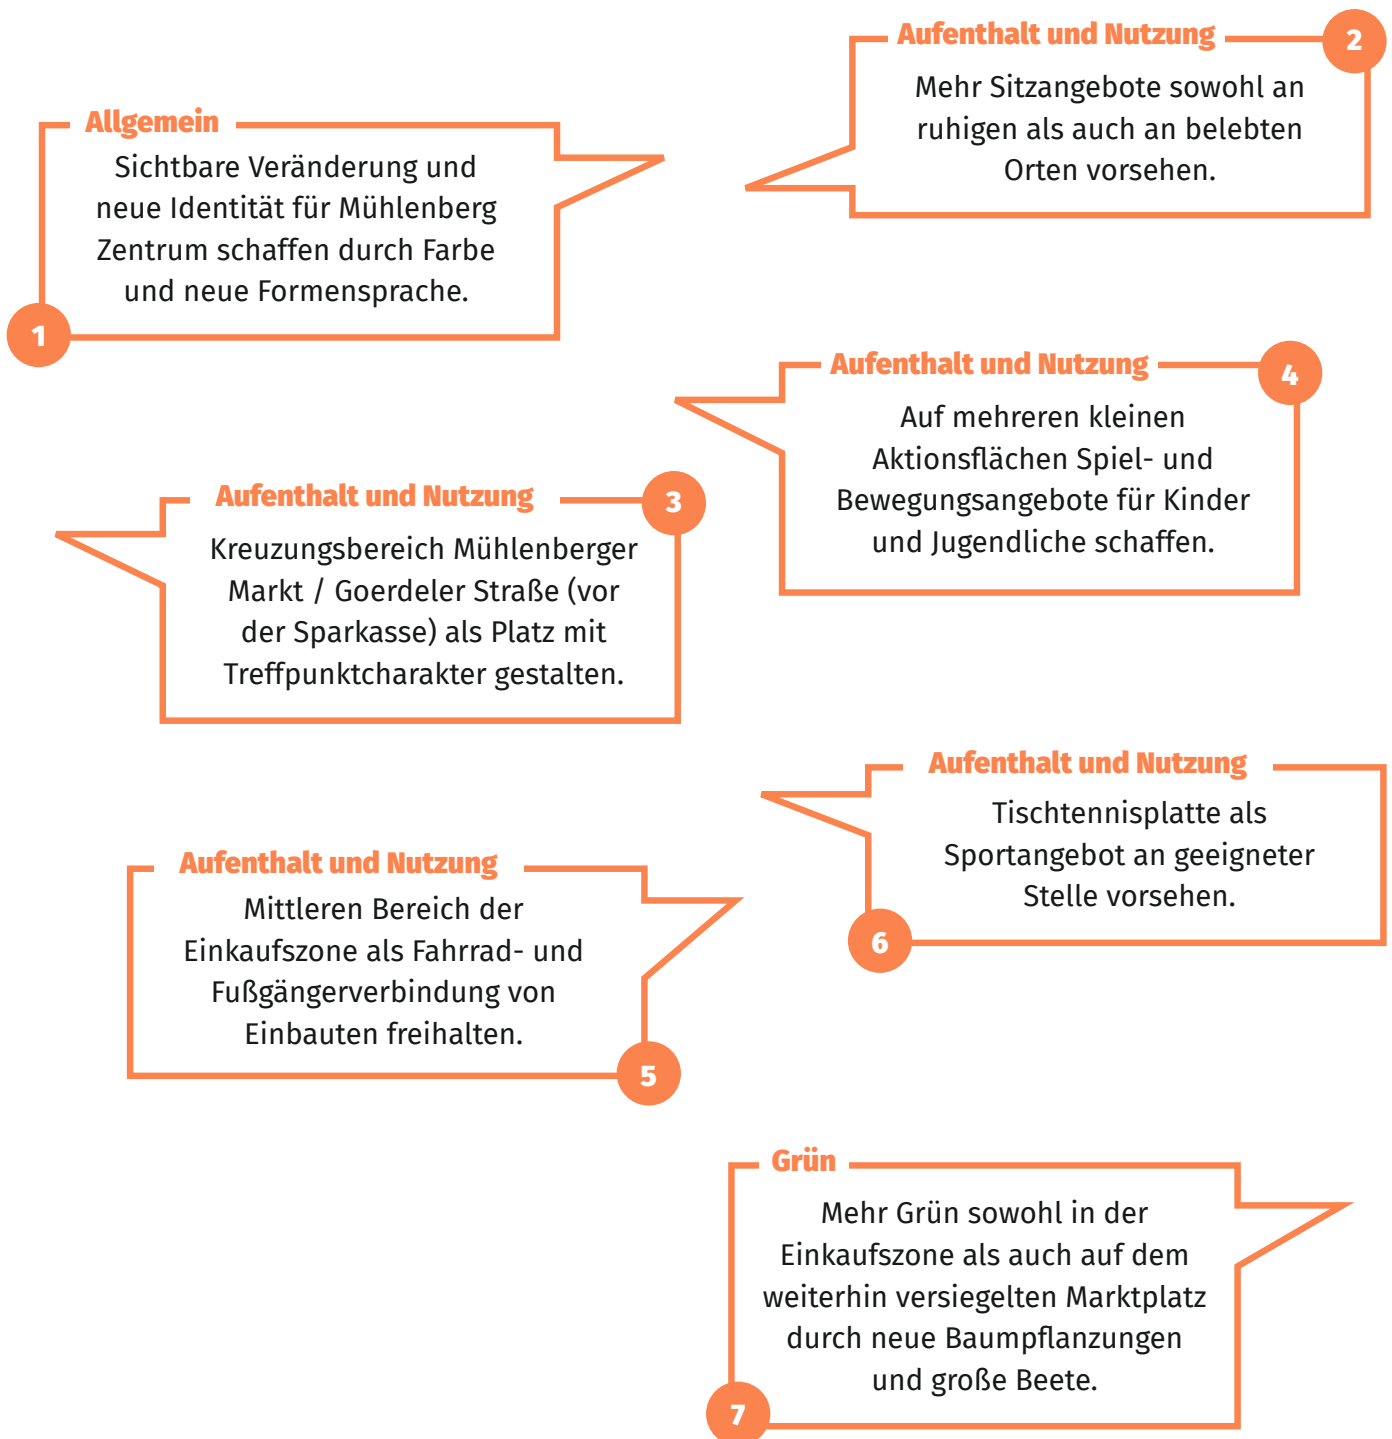 Allgemein
Sichtbare Veränderung und
neue Identität für Mühlenberg
Zentrum schaffen durch Farbe
und neue Formensprache.
1
Aufenthalt und Nutzung
2
Mehr Sitzangebote sowohl an
ruhigen als auch an belebten
Orten vorsehen.
Aufenthalt und Nutzung
3
Kreuzungsbereich Mühlenberger
Markt / Goerdeler Straße (vor
der Sparkasse) als Platz mit
Treffpunktcharakter gestalten.
Aufenthalt und Nutzung
4
Auf mehreren kleinen
Aktionsflächen Spiel- und
Bewegungsangebote für Kinder
und Jugendliche schaffen.
Aufenthalt und Nutzung
Mittleren Bereich der
Einkaufszone als Fahrrad- und
Fußgängerverbindung von
Einbauten freihalten.
5
Aufenthalt und Nutzung
Tischtennisplatte als
Sportangebot an geeigneter
Stelle vorsehen.
6
Grün
Mehr Grün sowohl in der
Einkaufszone als auch auf dem
weiterhin versiegelten Marktplatz
durch neue Baumpflanzungen
und große Beete.
7